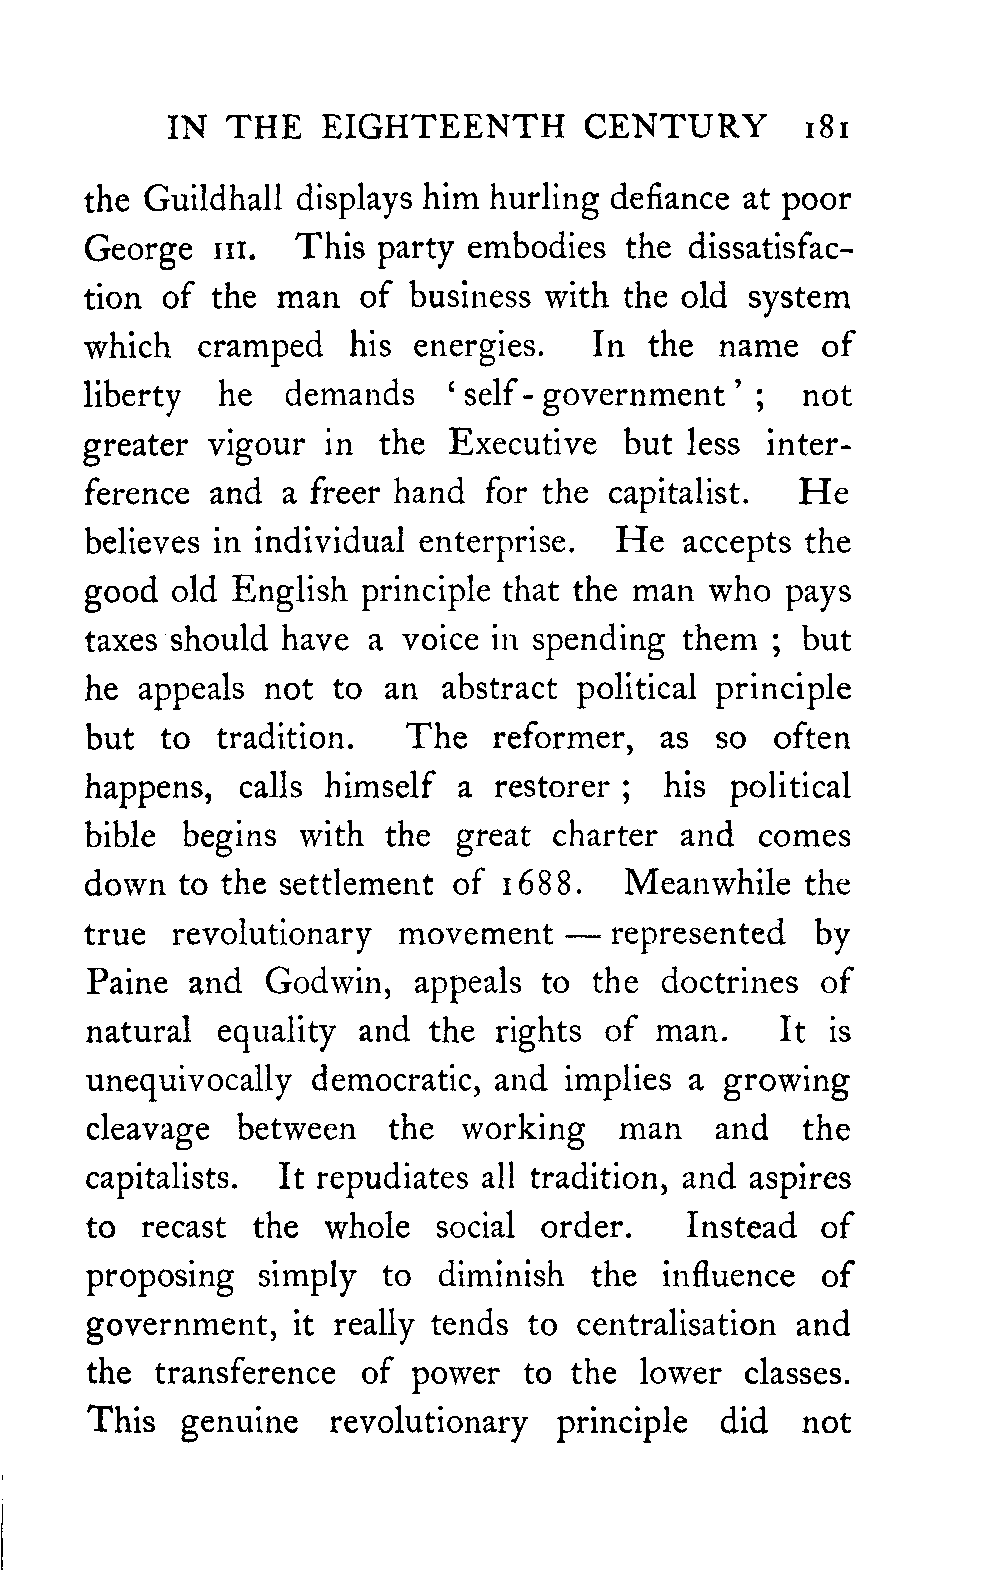 IN THE EIGHTEENTH CENTURY 181
the Guildhall displays him hurling defiance at poor
George III. This party embodies the dissatisfac-
tion of the man of business with the old system
which cramped his energies. In the name of
liberty he demands ‘self-government’; not
greater vigour in the Executive but less inter-
ference and a freer hand for the capitalist. He
believes in individual enterprise. He accepts the
good old English principle that the man who pays
taxes should have a voice in spending them; but
he appeals not to an abstract political principle
but to tradition. The reformer, as so often
happens, calls himself a restorer; his political
bible begins with the great charter and comes
down to the settlement of 1688. Meanwhile the
true revolutionary movement — represented by
Paine and Godwin, appeals to the doctrines of
natural equality and the rights of man. It is
unequivocally democratic, and implies a growing
cleavage between the working man and the
capitalists. It repudiates all tradition, and aspires
to recast the whole social order. Instead of
proposing simply to diminish the influence of
government, it really tends to centralisation and
the transference of power to the lower classes.
This genuine revolutionary principle did not